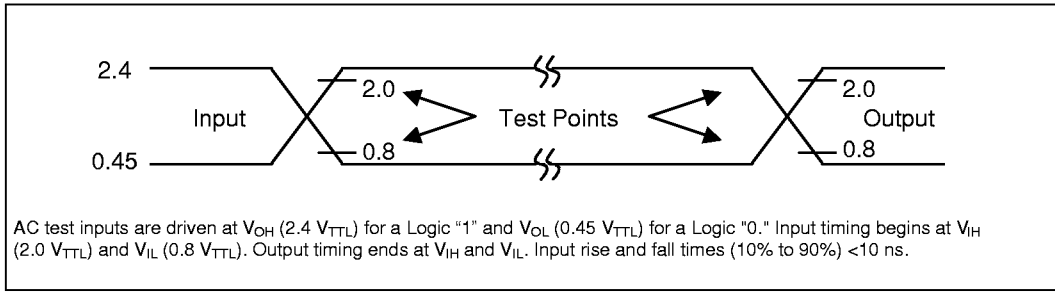 2.4
2.0
2.0
Input
Test Points
Output
0.8
0.8
0.45
AC test inputs are driven at VOH (2.4 VTTL) for a Logic “1” and VOL (0.45 VTTL) for a Logic "0." Input timing begins at VIH
(2.0 VTTL) and VIL (0.8 VTTL). Output timing ends at VIH and VIL. Input rise and fall times (10% to 90%) <10 ns.